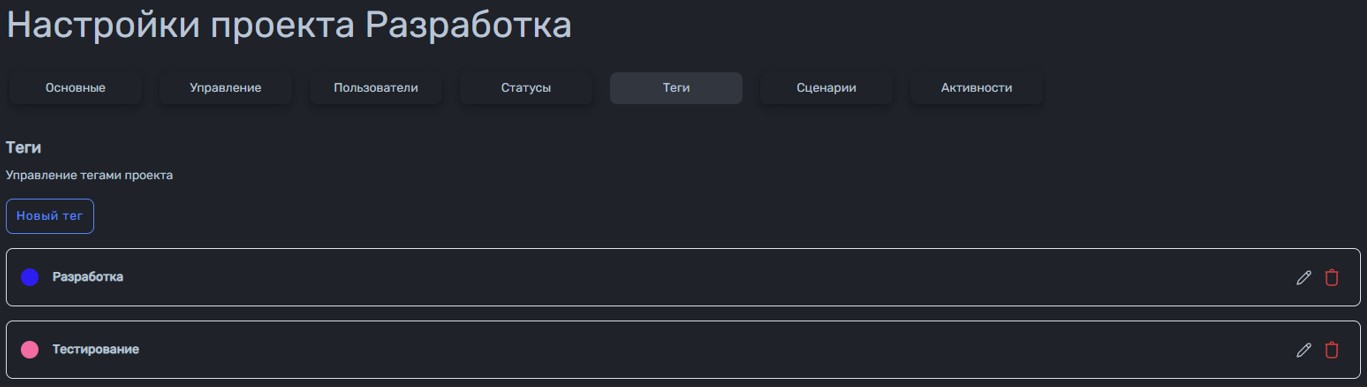 Настройки проекта Разработка
Основные Управление Пользователи Статусы Теги Сценарии Активности
Теги
Управление тегами проекта
Новый тег
Разработка
Тестирование